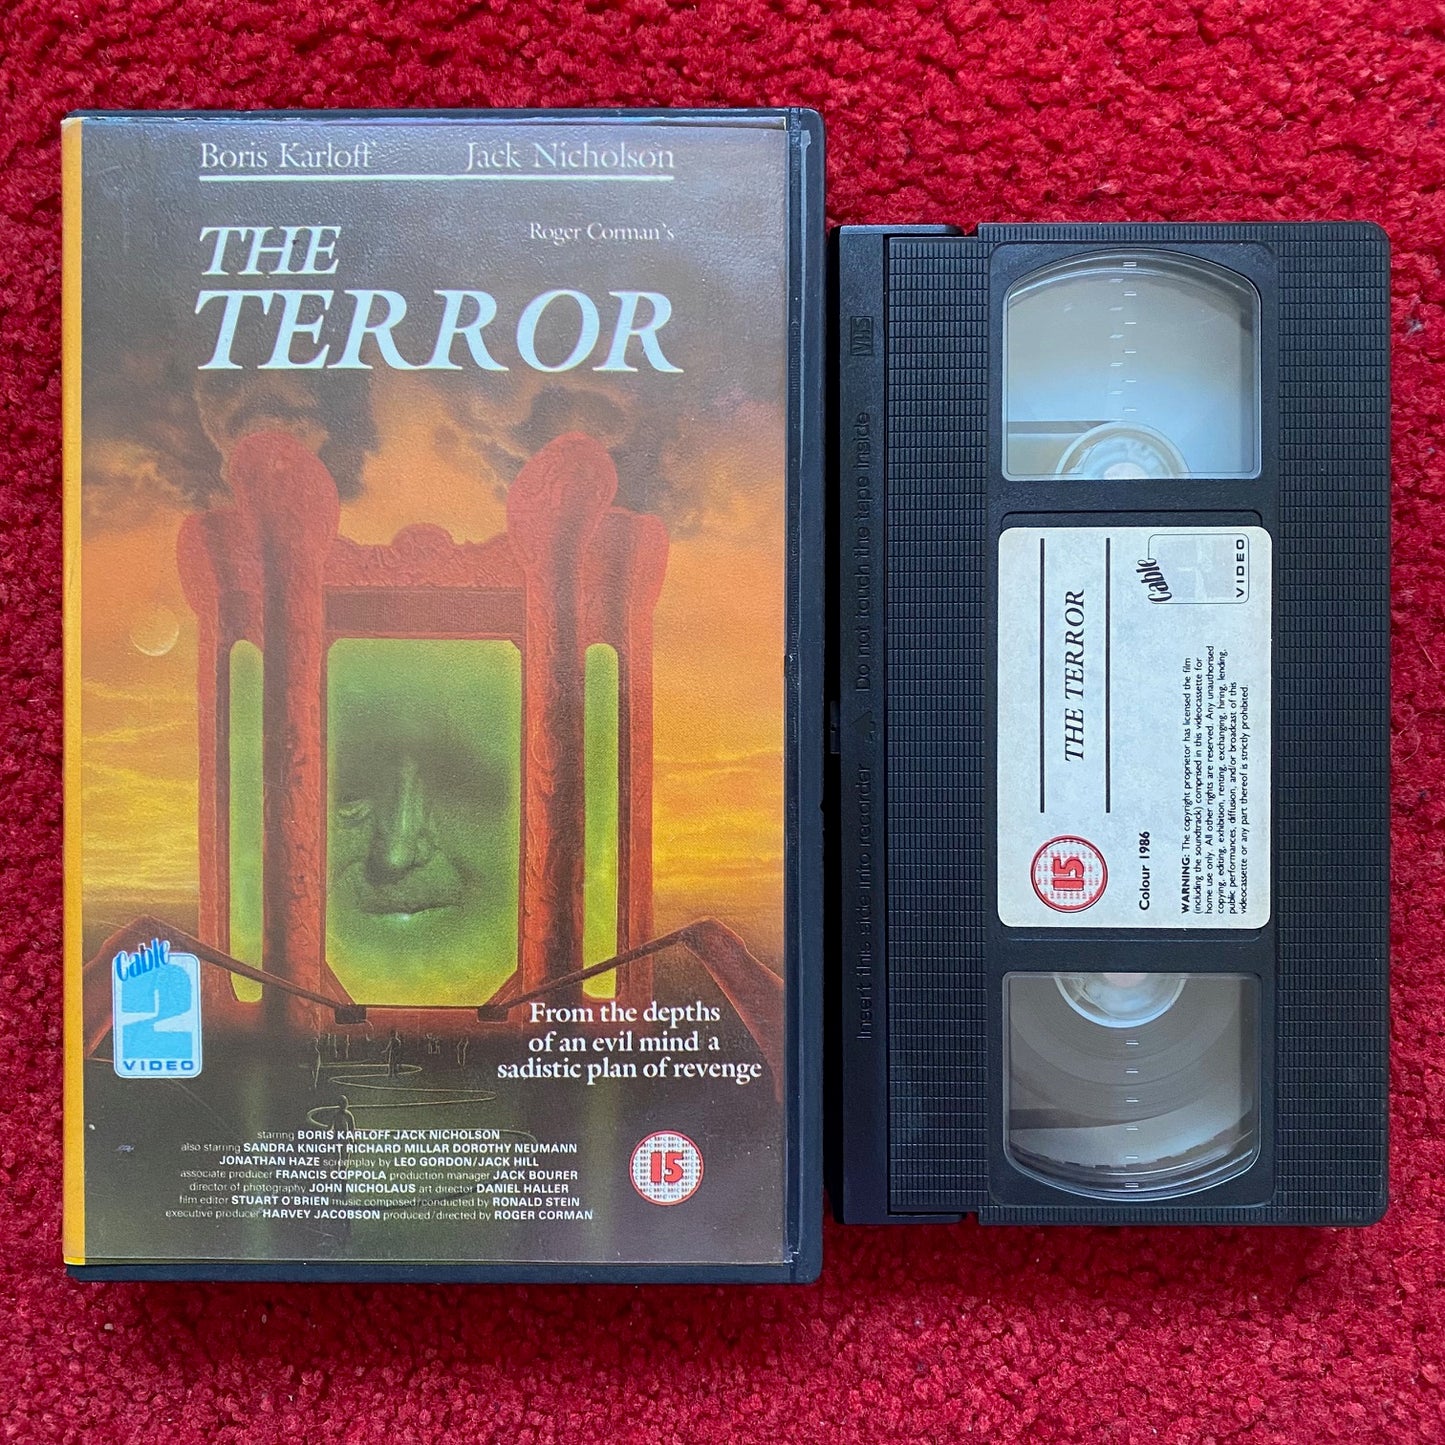 Boris Karloff Jack Nicholson
Roger Corman's
THE
TERROR
Cable
2
VIDEO
From the depths
of an evil mind a
sadistic plan of revenge
starring BORIS KARLOFF JACK NICHOLSON
also starring SANDRA KNIGHT RICHARD MILLAR DOROTHY NEUMANN
JONATHAN HAZE screenplay by LEO GORDON/JACK HILL
associate producer FRANCIS COPPOLA production manager JACK BOURER
director of photography JOHN NICHOLAUS art director DANIEL HALLER
film editor STUART O'BRIEN music composed/conducted by RONALD STEIN
executive producer HARVEY JACOBSON produced/directed by ROGER CORMAN
15
VHS
Insert this side into recorder Do not touch the tape inside
Cable
VIDEO
THE TERROR
15
Colour 1986
WARNING: The copyright proprietor has licensed the film
(including the soundtrack) comprised in this videocassette for
home use only. All other rights are reserved. Any unauthorised
copying, editing, exhibition, renting, exchanging, hiring, lending,
public performances, diffusion, and/or broadcast of this
videocassette or any part thereof is strictly prohibited.